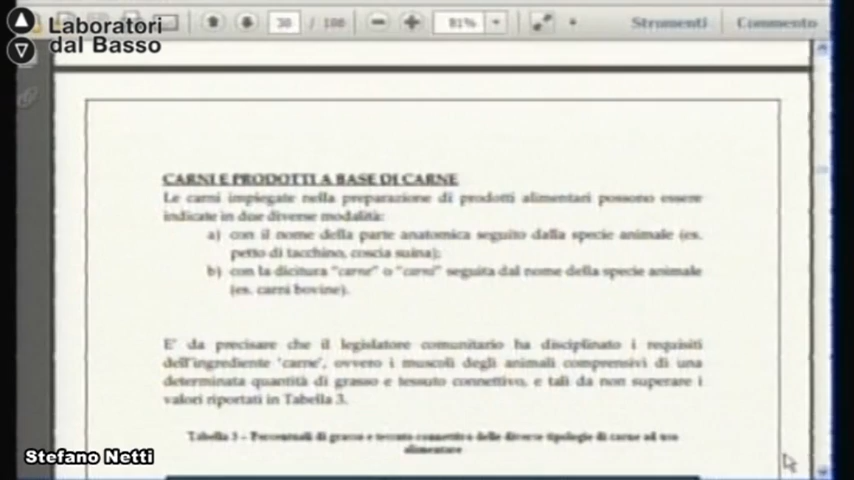 Laboratori
dal Basso
30 / 100
81%
Strumenti
Commento
CARNI E PRODOTTI A BASE DI CARNE
Le carni impiegate nella preparazione di prodotti alimentari possono essere
indicate in due diverse modalità:
a) con il nome della parte anatomica seguito dalla specie animale (es.
petto di tacchino, coscia suina);
b) con la dicitura "carne" o "carni" seguita dal nome della specie animale
(es. carni bovine).
E' da precisare che il legislatore comunitario ha disciplinato i requisiti
dell'ingrediente 'carne', ovvero i muscoli degli animali comprensivi di una
determinata quantità di grasso e tessuto connettivo, e tali da non superare i
valori riportati in Tabella 3.
Tabella 3 – Percentuali di grasso e tessuto connettivo delle diverse tipologie di carne ad uso
alimentare
Stefano Netti